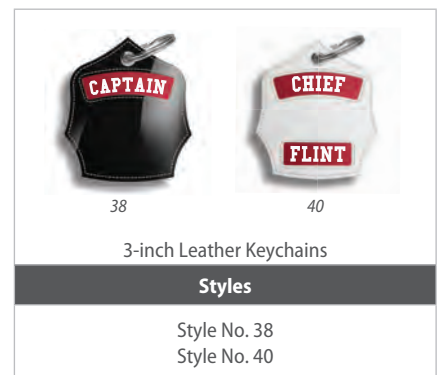 CAPTAIN
CHIEF
FLINT
38
40
3-inch Leather Keychains
Styles
Style No. 38
Style No. 40